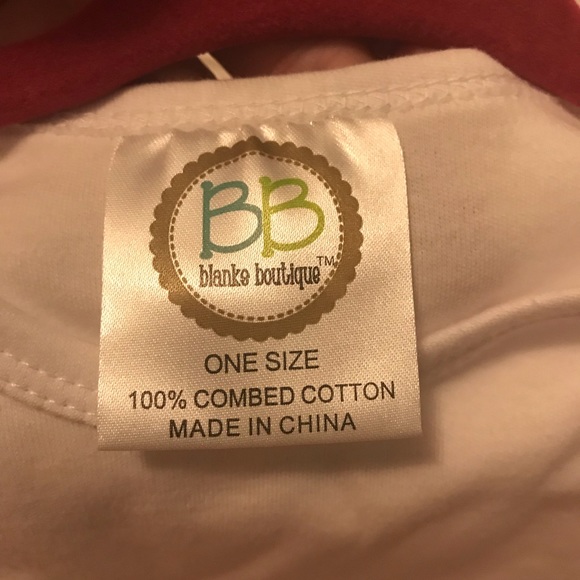 BB
blanks boutique™
ONE SIZE
100% COMBED COTTON
MADE IN CHINA